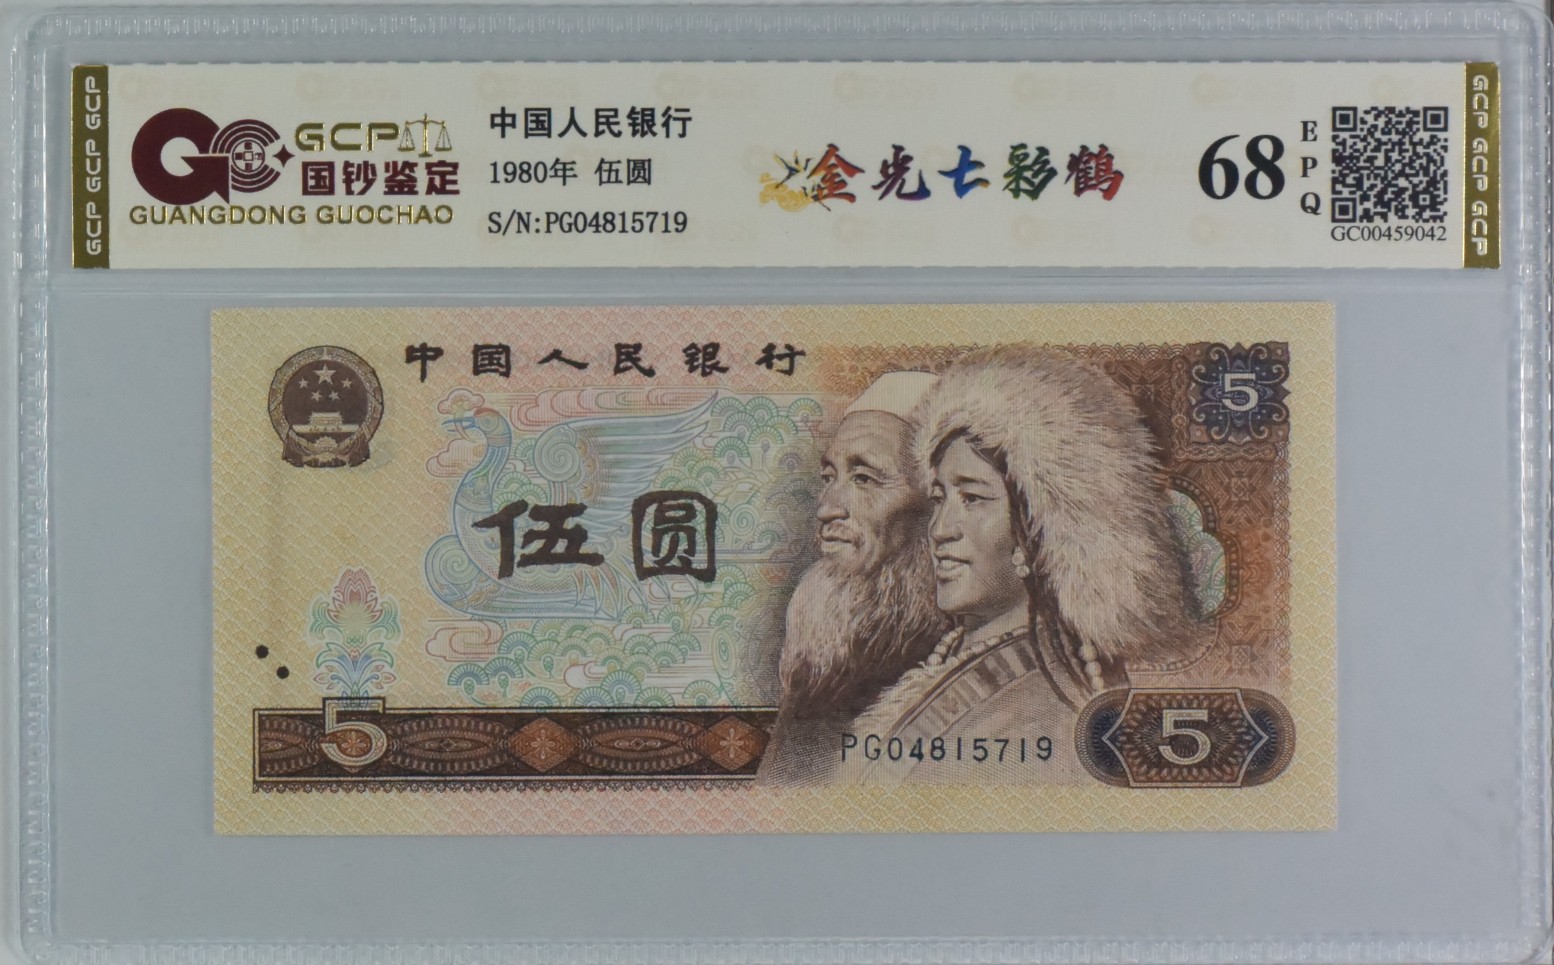 GCP GCP GCP
GCP
国钞鉴定
GUANGDONG GUOCHAO
中国人民银行
1980年 伍圆
S/N:PG04815719
金光七彩鹤
68
EPQ
GC00459042
GCP GCP GCP
中国人民银行
5
伍圆
5
PG04815719
5